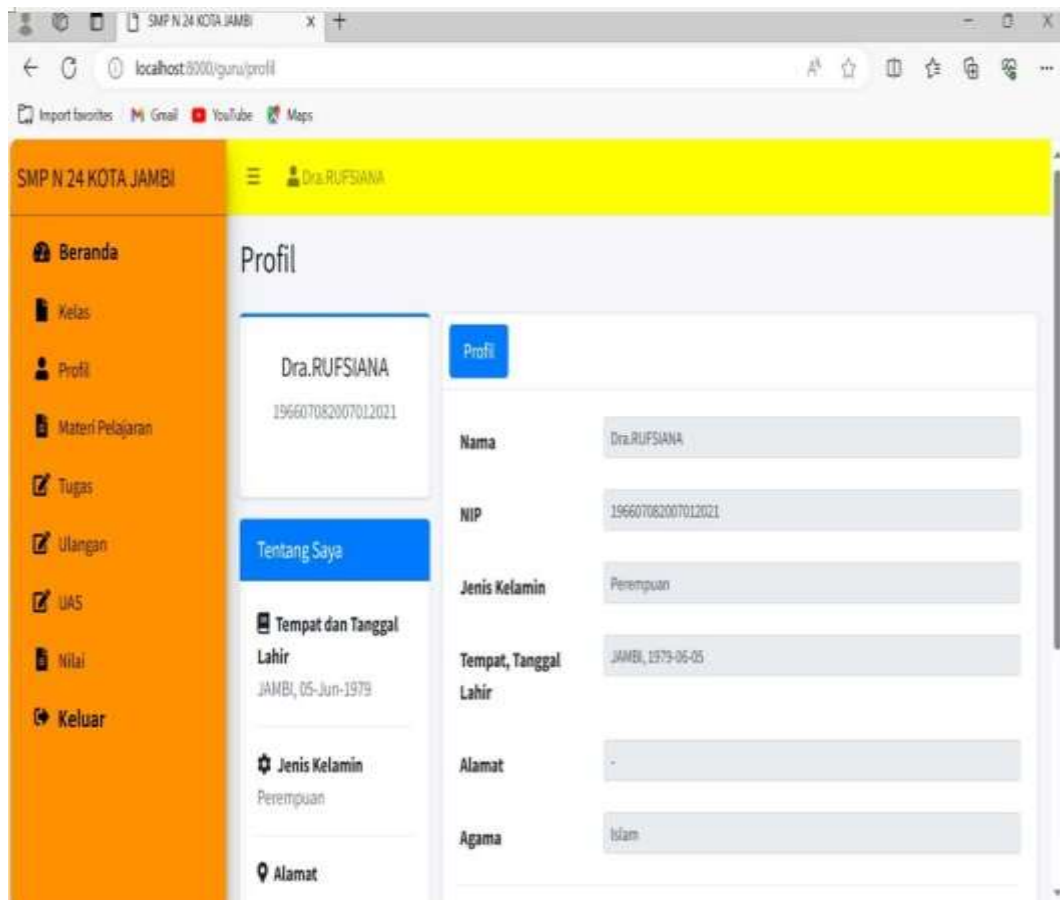 SMP N 24 KOTA JAMBI
localhost:8000/guru/profil
Import favorites Gmail YouTube Maps
SMP N 24 KOTA JAMBI
Dra.RUFSIANA
Beranda
Kelas
Profil
Materi Pelajaran
Tugas
Ulangan
UAS
Nilai
Keluar
Profil
Dra.RUFSIANA
196607082007012021
Tentang Saya
Tempat dan Tanggal
Lahir
JAMBI, 05-Jun-1979
Jenis Kelamin
Perempuan
Alamat
Profil
Nama Dra.RUFSIANA
NIP 196607082007012021
Jenis Kelamin Perempuan
Tempat, Tanggal JAMBI, 1979-06-05
Lahir
Alamat -
Agama Islam